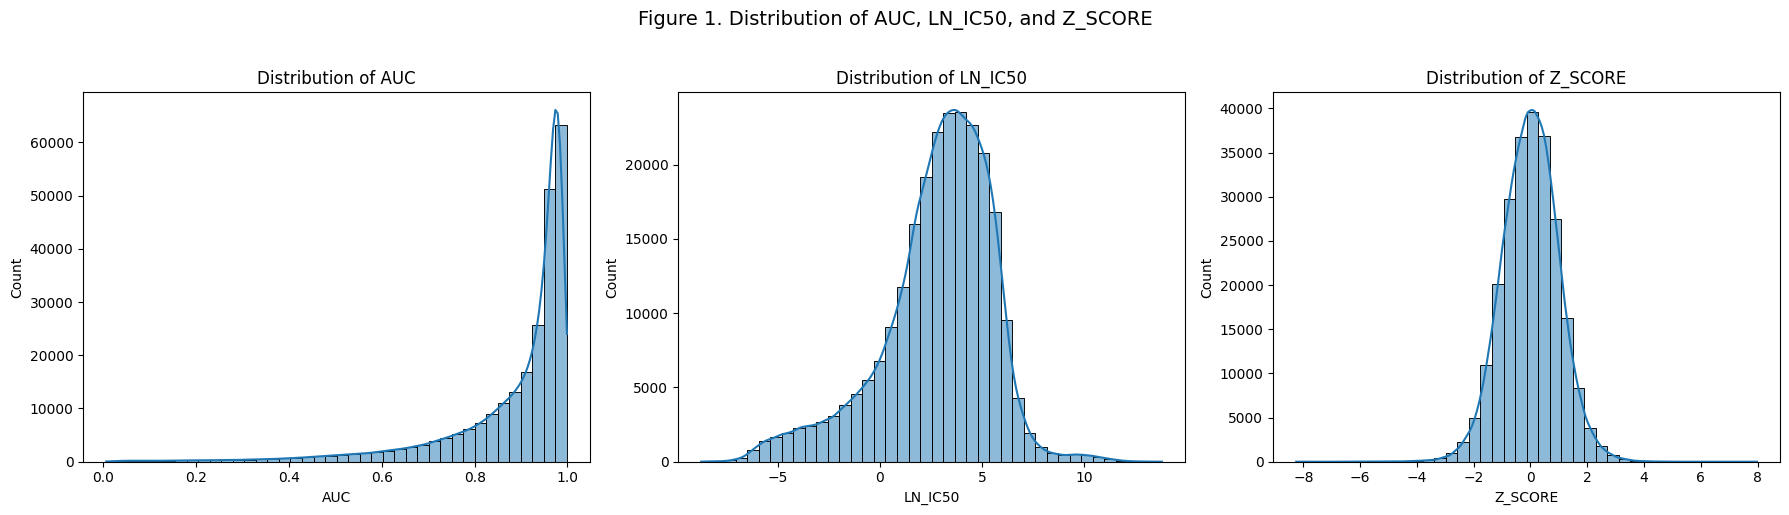 Figure 1. Distribution of AUC, LN_IC50, and Z_SCORE
Distribution of AUC
60000
50000
40000
30000
20000
10000
0
Count
0.0 0.2 0.4 0.6 0.8 1.0
AUC
Distribution of LN_IC50
20000
15000
10000
5000
0
Count
−5 0 5 10
LN_IC50
Distribution of Z_SCORE
40000
35000
30000
25000
20000
15000
10000
5000
0
Count
−8 −6 −4 −2 0 2 4 6 8
Z_SCORE